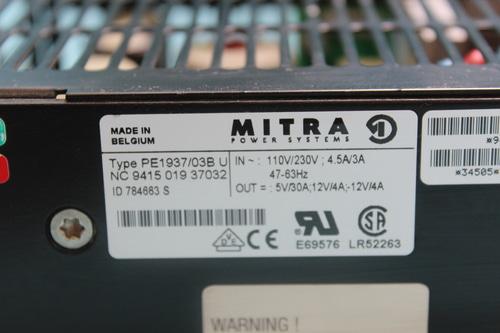 MADE IN
BELGIUM
MITRA
POWER SYSTEMS
Type PE1937/03B U
NC 9415 019 37032
ID 784663 S
IN ~ : 110V/230V ; 4.5A/3A
47-63Hz
OUT = : 5V/30A;12V/4A;-12V/4A
E69576
LR52263
*34505*
WARNING !